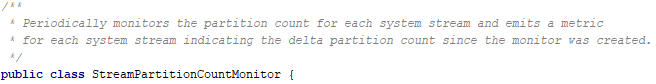 /**
 * Periodically monitors the partition count for each system stream and emits a metric
 * for each system stream indicating the delta partition count since the monitor was created.
 */
public class StreamPartitionCountMonitor {